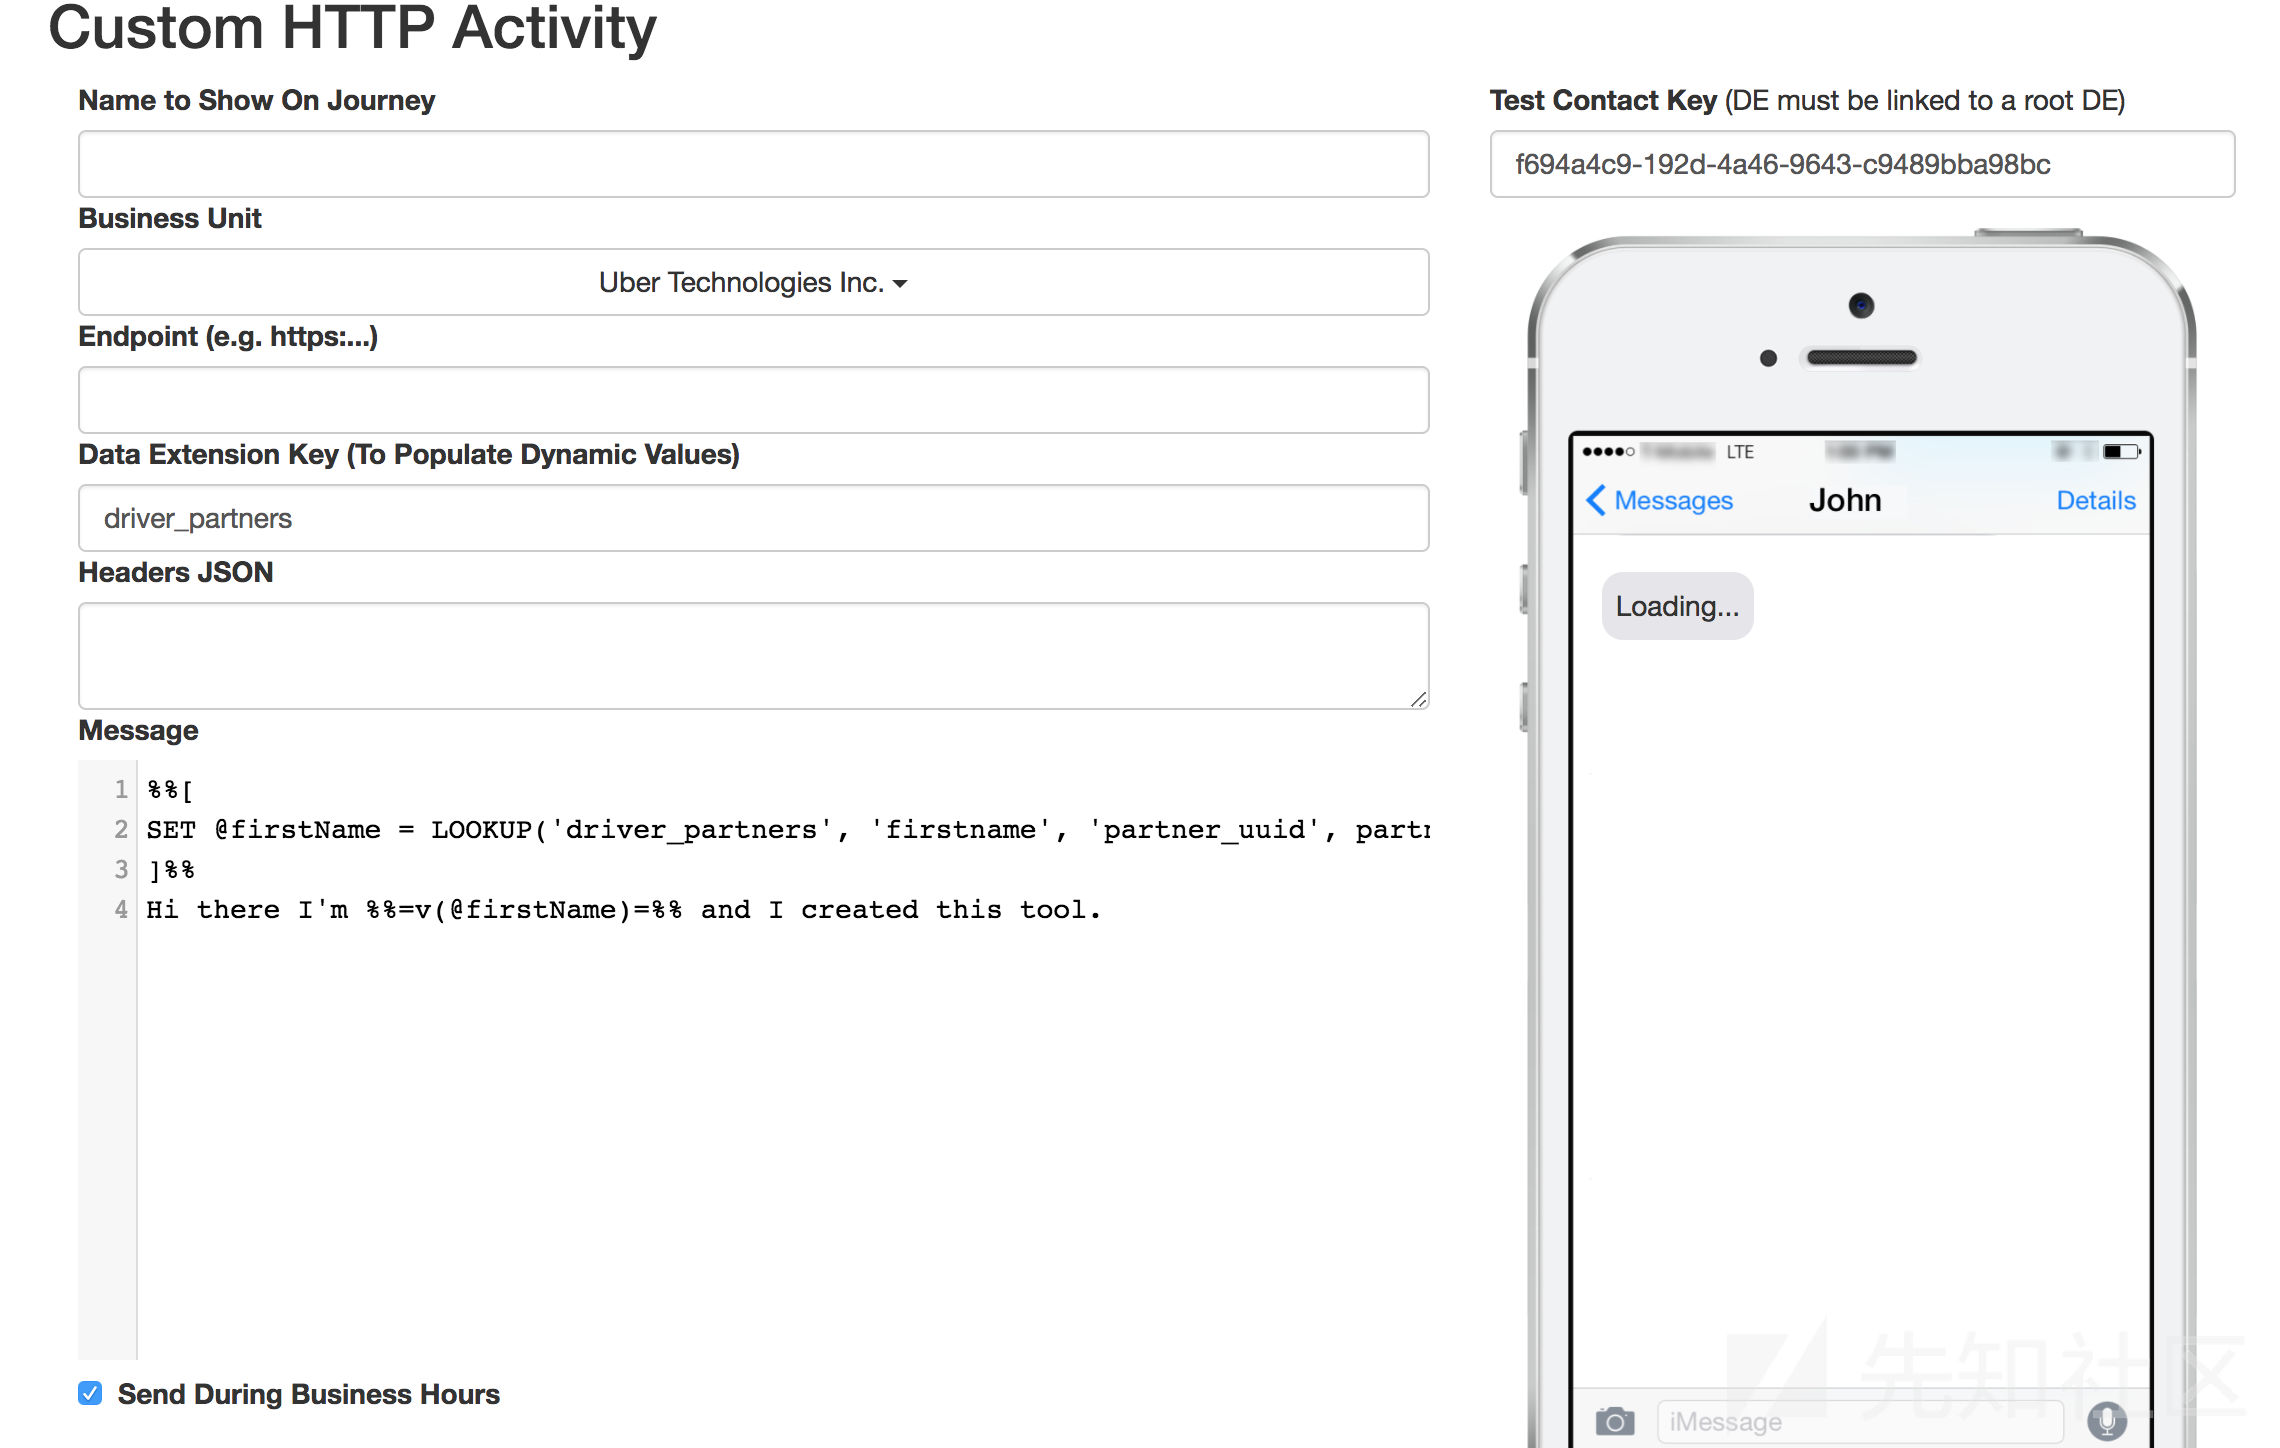 Custom HTTP Activity
Name to Show On Journey
Business Unit
Uber Technologies Inc.
Endpoint (e.g. https:...)
Data Extension Key (To Populate Dynamic Values)
driver_partners
Headers JSON
Message
1 %%[
2 SET @firstName = LOOKUP('driver_partners', 'firstname', 'partner_uuid', partn
3 ]%%
4 Hi there I'm %%=v(@firstName)=%% and I created this tool.
Send During Business Hours
Test Contact Key (DE must be linked to a root DE)
f694a4c9-192d-4a46-9643-c9489bba98bc
LTE
Messages John Details
Loading...
iMessage
先知社区